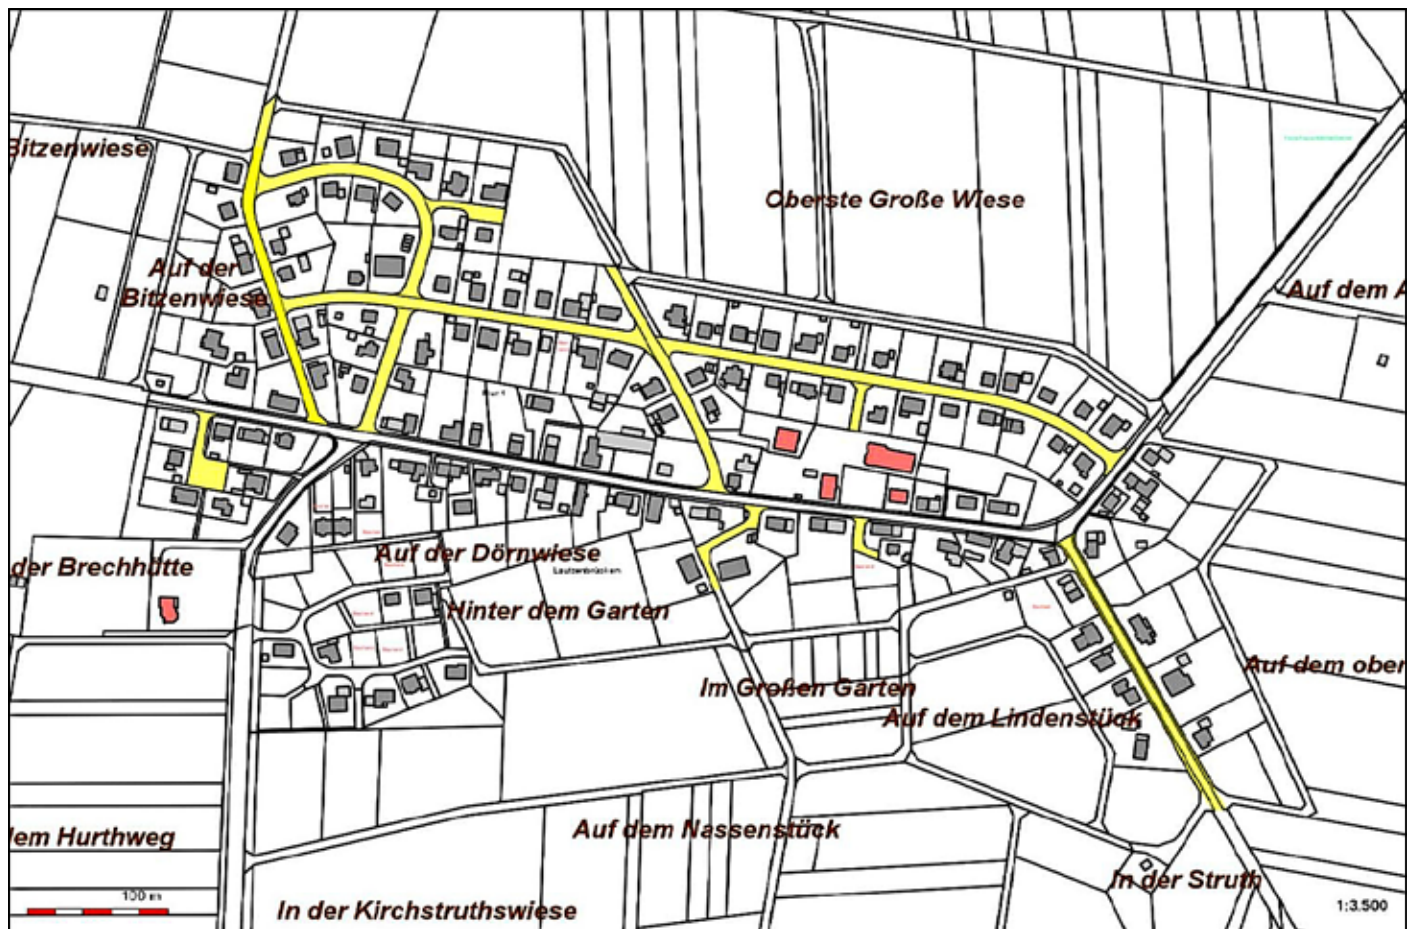 Bitzenwiese
Oberste Große Wiese
Auf der
Bitzenwiese
Auf dem A
der Brechhütte
Auf der Dörnwiese
Lautzenbrücken
Hinter dem Garten
Auf dem ober
Im Großen Garten
Auf dem Lindenstück
Auf dem Nassenstück
dem Hurthweg
In der Struth
100 m
In der Kirchstruthswiese
1:3.500